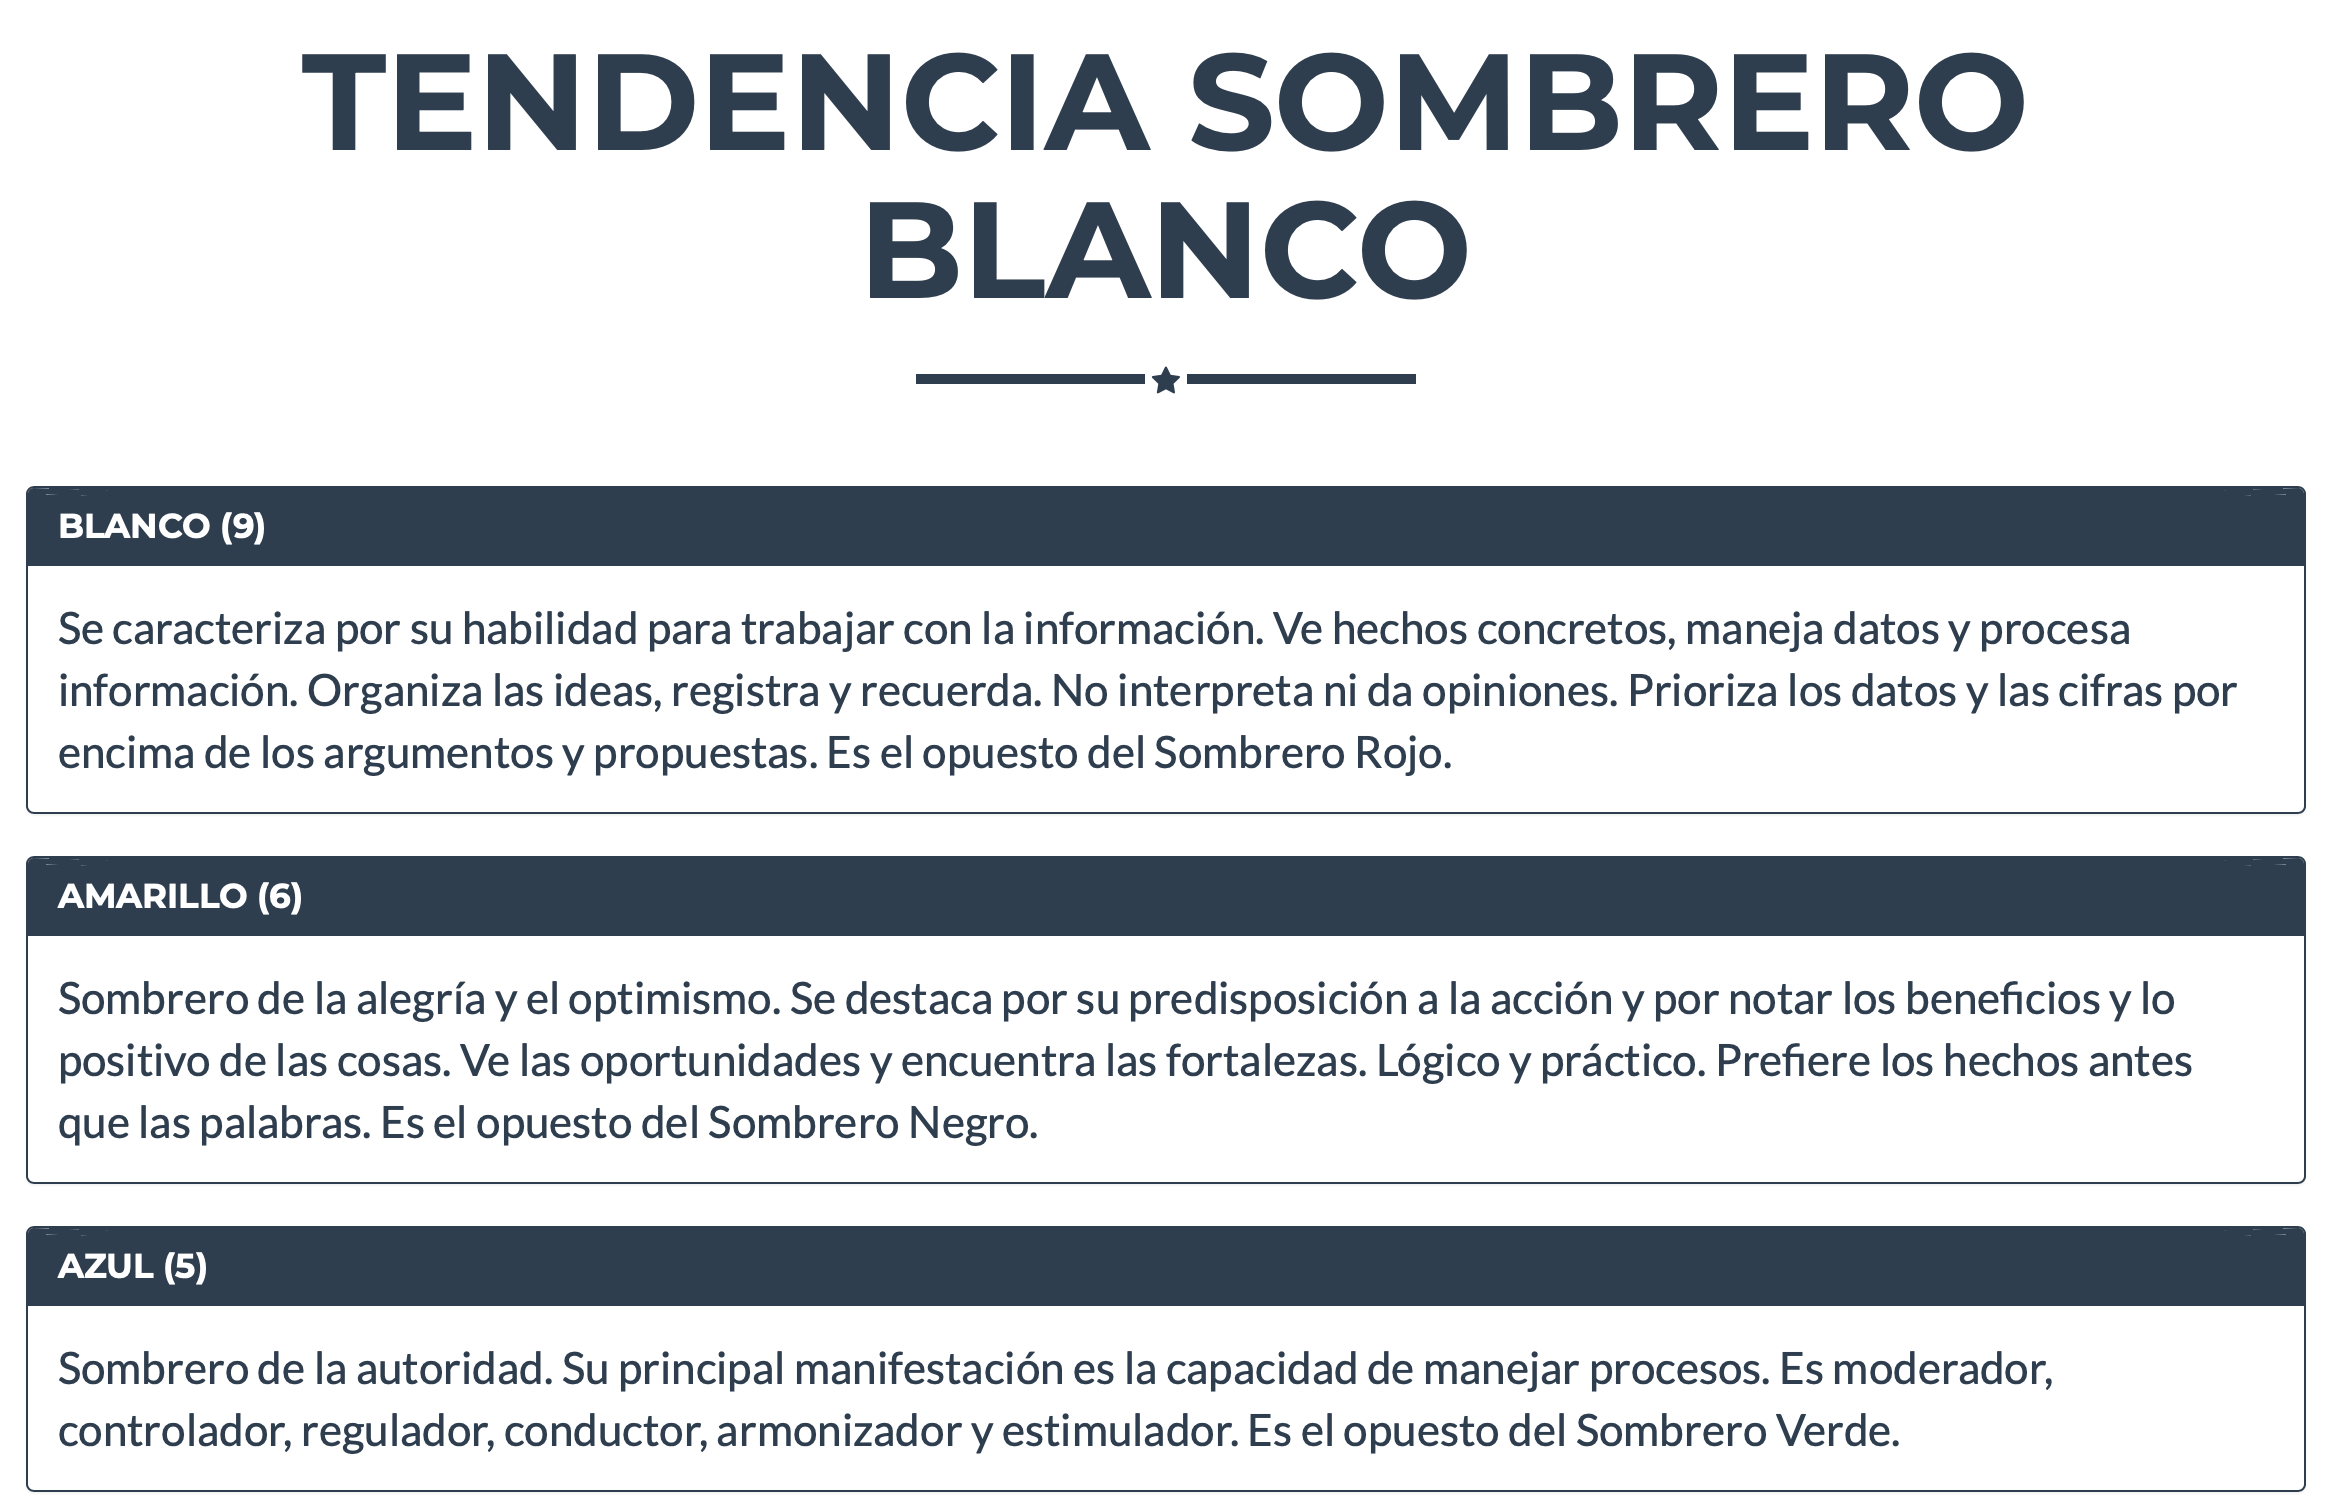 TENDENCIA SOMBRERO
BLANCO
BLANCO (9)
Se caracteriza por su habilidad para trabajar con la información. Ve hechos concretos, maneja datos y procesa
información. Organiza las ideas, registra y recuerda. No interpreta ni da opiniones. Prioriza los datos y las cifras por
encima de los argumentos y propuestas. Es el opuesto del Sombrero Rojo.
AMARILLO (6)
Sombrero de la alegría y el optimismo. Se destaca por su predisposición a la acción y por notar los beneficios y lo
positivo de las cosas. Ve las oportunidades y encuentra las fortalezas. Lógico y práctico. Prefiere los hechos antes
que las palabras. Es el opuesto del Sombrero Negro.
AZUL (5)
Sombrero de la autoridad. Su principal manifestación es la capacidad de manejar procesos. Es moderador,
controlador, regulador, conductor, armonizador y estimulador. Es el opuesto del Sombrero Verde.